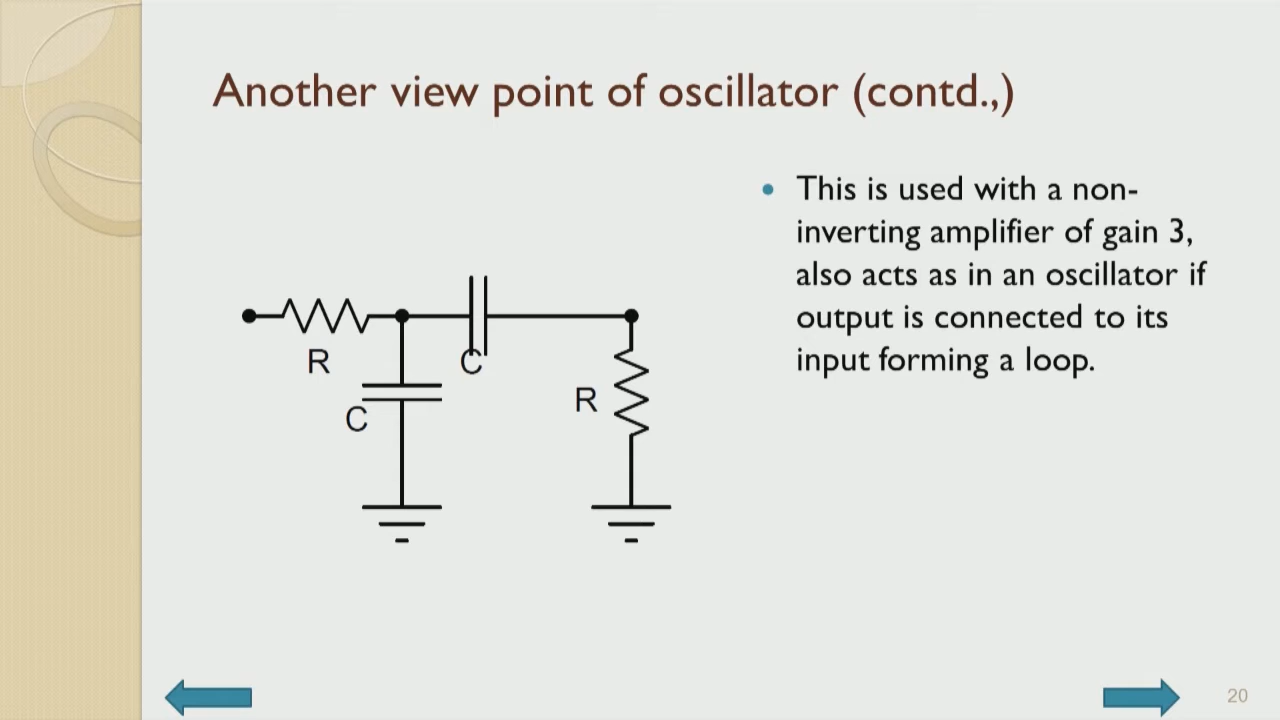 Another view point of oscillator (contd.,)
• This is used with a non-
inverting amplifier of gain 3,
also acts as in an oscillator if
output is connected to its
input forming a loop.
R
C
C
R
20